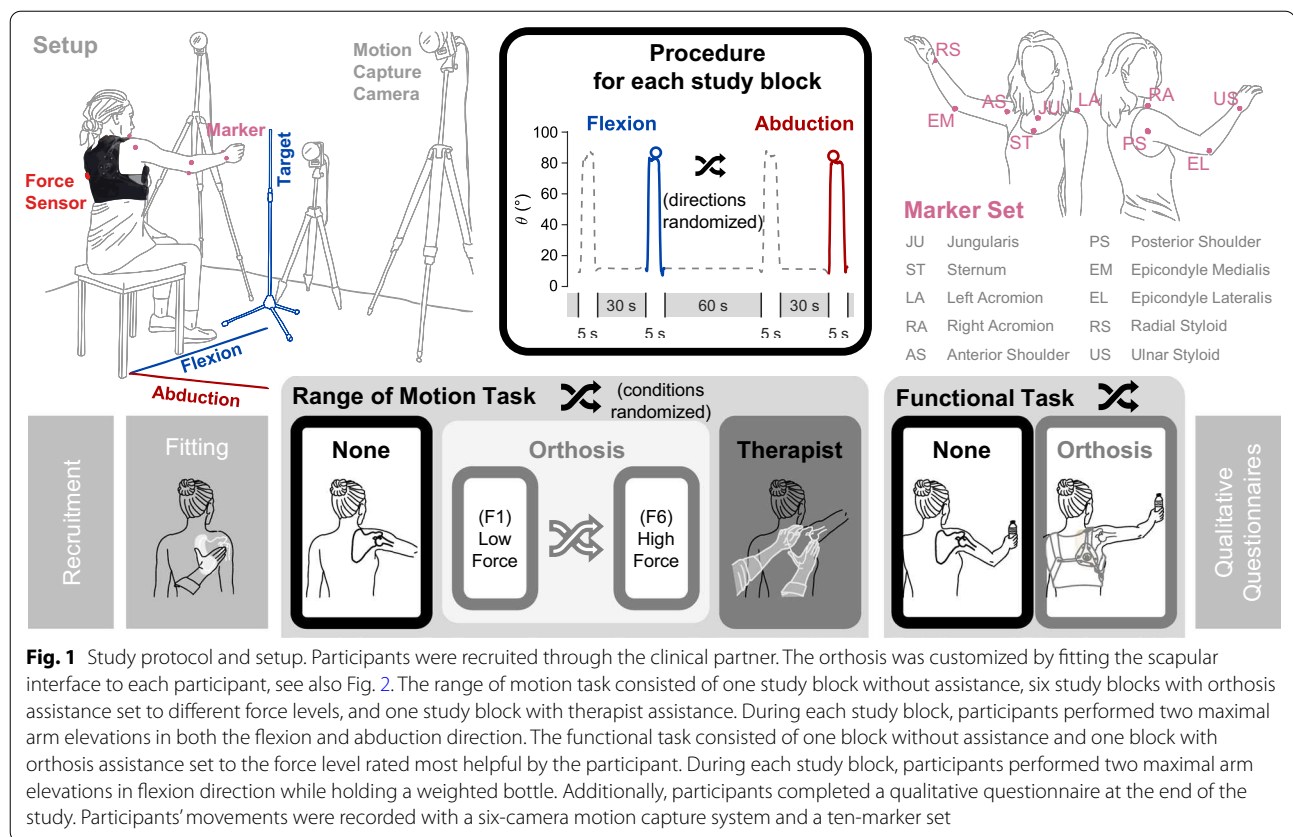 Setup
Motion
Capture
Camera
Marker
Target
Force
Sensor
Flexion
Abduction
Procedure
for each study block
Flexion
Abduction
100
80
60
40
20
0
θ (°)
(directions
randomized)
30 s
60 s
30 s
5 s
5 s
5 s
5 s
RS
EM
AS
JU
LA
ST
RA
US
PS
EL
Marker Set
JU Jungularis
ST Sternum
LA Left Acromion
RA Right Acromion
AS Anterior Shoulder
PS Posterior Shoulder
EM Epicondyle Medialis
EL Epicondyle Lateralis
RS Radial Styloid
US Ulnar Styloid
Recruitment
Fitting
Range of Motion Task
(conditions
randomized)
None
Orthosis
(F1)
Low
Force
(F6)
High
Force
Therapist
Functional Task
None
Orthosis
Qualitative
Questionnaires
Fig. 1 Study protocol and setup. Participants were recruited through the clinical partner. The orthosis was customized by fitting the scapular
interface to each participant, see also Fig. 2. The range of motion task consisted of one study block without assistance, six study blocks with orthosis
assistance set to different force levels, and one study block with therapist assistance. During each study block, participants performed two maximal
arm elevations in both the flexion and abduction direction. The functional task consisted of one block without assistance and one block with
orthosis assistance set to the force level rated most helpful by the participant. During each study block, participants performed two maximal arm
elevations in flexion direction while holding a weighted bottle. Additionally, participants completed a qualitative questionnaire at the end of the
study. Participants' movements were recorded with a six-camera motion capture system and a ten-marker set